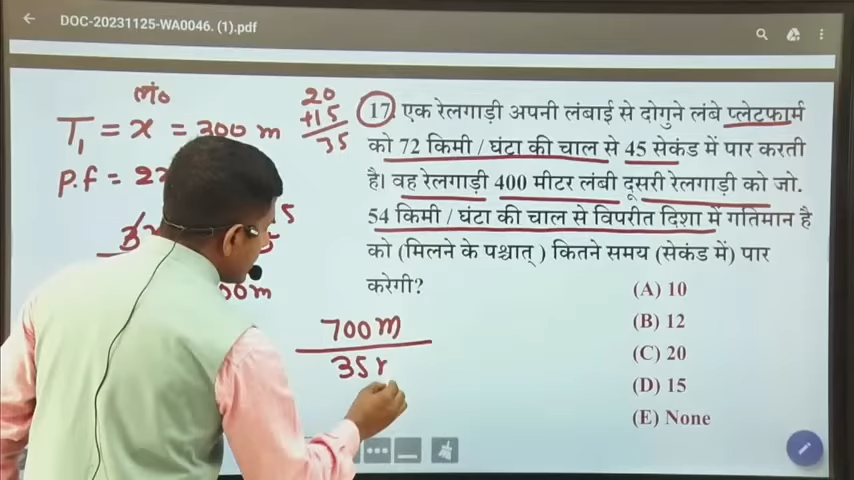 DOC-20231125-WA0046. (1).pdf
मा०
T₁ = x = 300 m
20
+15
35
P.f =
700m
35
17 एक रेलगाड़ी अपनी लंबाई से दोगुने लंबे प्लेटफार्म
को 72 किमी / घंटा की चाल से 45 सेकंड में पार करती
है। वह रेलगाड़ी 400 मीटर लंबी दूसरी रेलगाड़ी को जो.
54 किमी / घंटा की चाल से विपरीत दिशा में गतिमान है
को (मिलने के पश्चात् ) कितने समय (सेकंड में) पार
करेगी?
(A) 10
(B) 12
(C) 20
(D) 15
(E) None